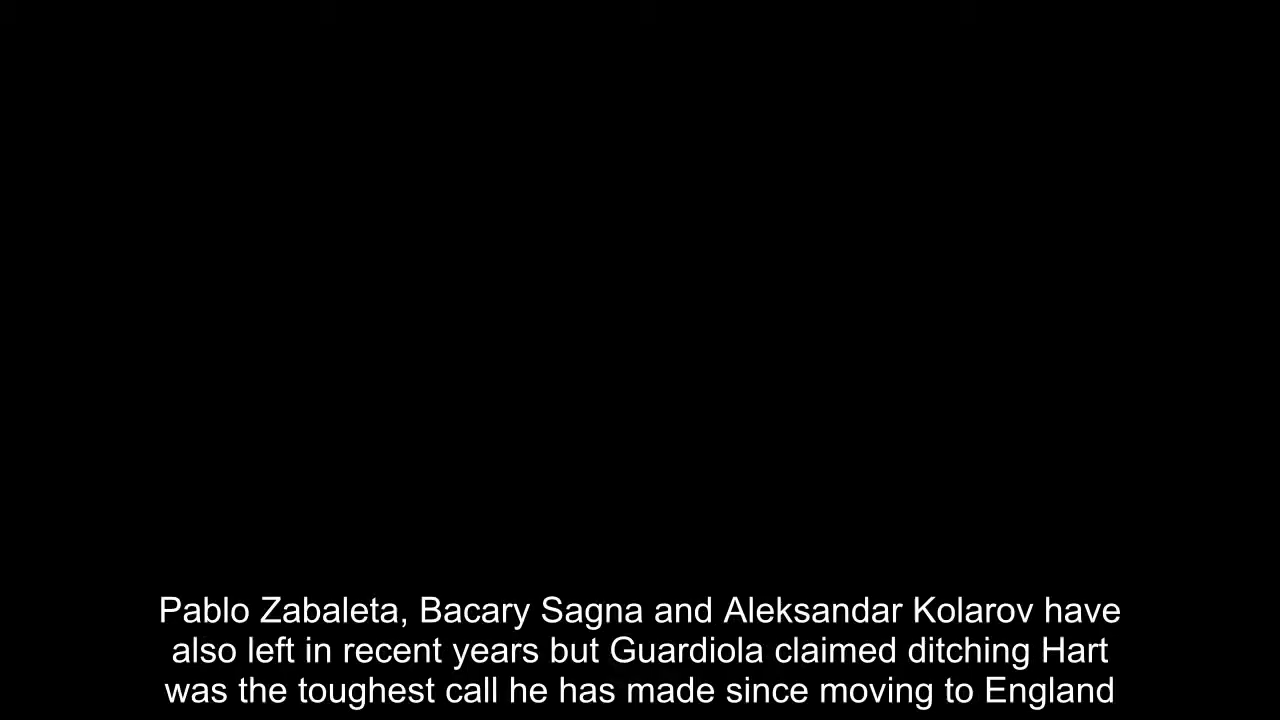 Pablo Zabaleta, Bacary Sagna and Aleksandar Kolarov have
also left in recent years but Guardiola claimed ditching Hart
was the toughest call he has made since moving to England